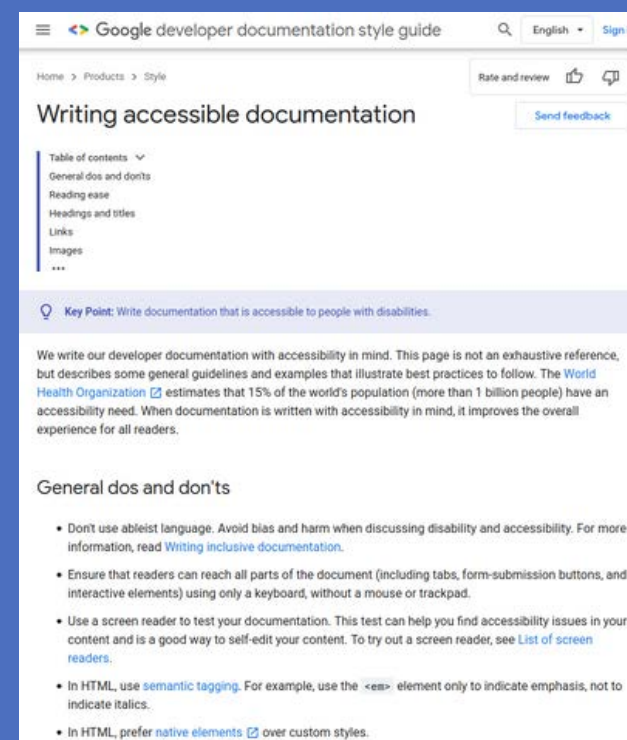 Google developer documentation style guide
English
Sign
Home > Products > Style
Rate and review
Writing accessible documentation
Send feedback
Table of contents
General dos and don'ts
Reading ease
Headings and titles
Links
Images
•••
Key Point: Write documentation that is accessible to people with disabilities.
We write our developer documentation with accessibility in mind. This page is not an exhaustive reference,
but describes some general guidelines and examples that illustrate best practices to follow. The World
Health Organization estimates that 15% of the world's population (more than 1 billion people) have an
accessibility need. When documentation is written with accessibility in mind, it improves the overall
experience for all readers.
General dos and don'ts
• Don't use ableist language. Avoid bias and harm when discussing disability and accessibility. For more
information, read Writing inclusive documentation.
• Ensure that readers can reach all parts of the document (including tabs, form-submission buttons, and
interactive elements) using only a keyboard, without a mouse or trackpad.
• Use a screen reader to test your documentation. This test can help you find accessibility issues in your
content and is a good way to self-edit your content. To try out a screen reader, see List of screen
readers.
• In HTML, use semantic tagging. For example, use the <em> element only to indicate emphasis, not to
indicate italics.
• In HTML, prefer native elements over custom styles.